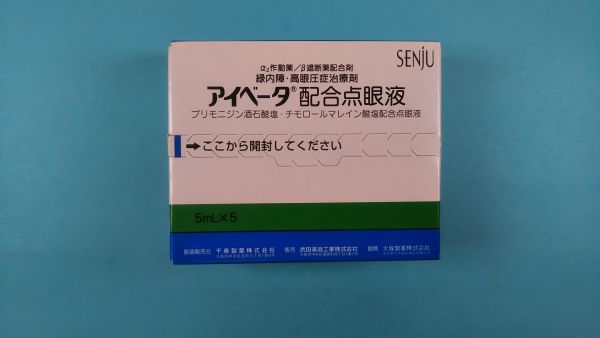 SENJU
α2作動薬/β遮断薬配合剤
緑内障・高眼圧症治療剤
アイベータ®配合点眼液
ブリモニジン酒石酸塩・チモロールマレイン酸塩配合点眼液
➡ここから開封してください
5mL×5
製造販売元 千寿製薬株式会社 販売 武田薬品工業株式会社 提携 大塚製薬株式会社